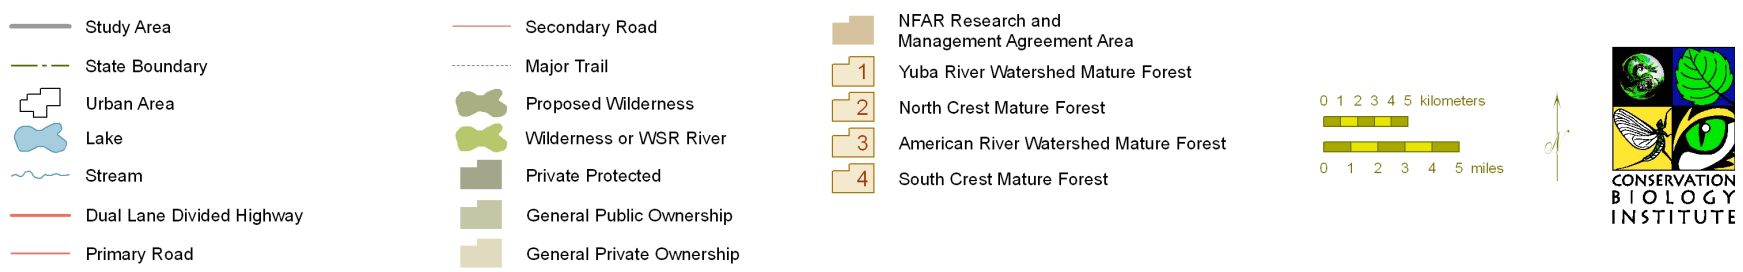 Study Area
State Boundary
Urban Area
Lake
Stream
Dual Lane Divided Highway
Primary Road
Secondary Road
Major Trail
Proposed Wilderness
Wilderness or WSR River
Private Protected
General Public Ownership
General Private Ownership
NFAR Research and
Management Agreement Area
1 Yuba River Watershed Mature Forest
2 North Crest Mature Forest
3 American River Watershed Mature Forest
4 South Crest Mature Forest
0 1 2 3 4 5 kilometers
0 1 2 3 4 5 miles
N
CONSERVATION
BIOLOGY
INSTITUTE